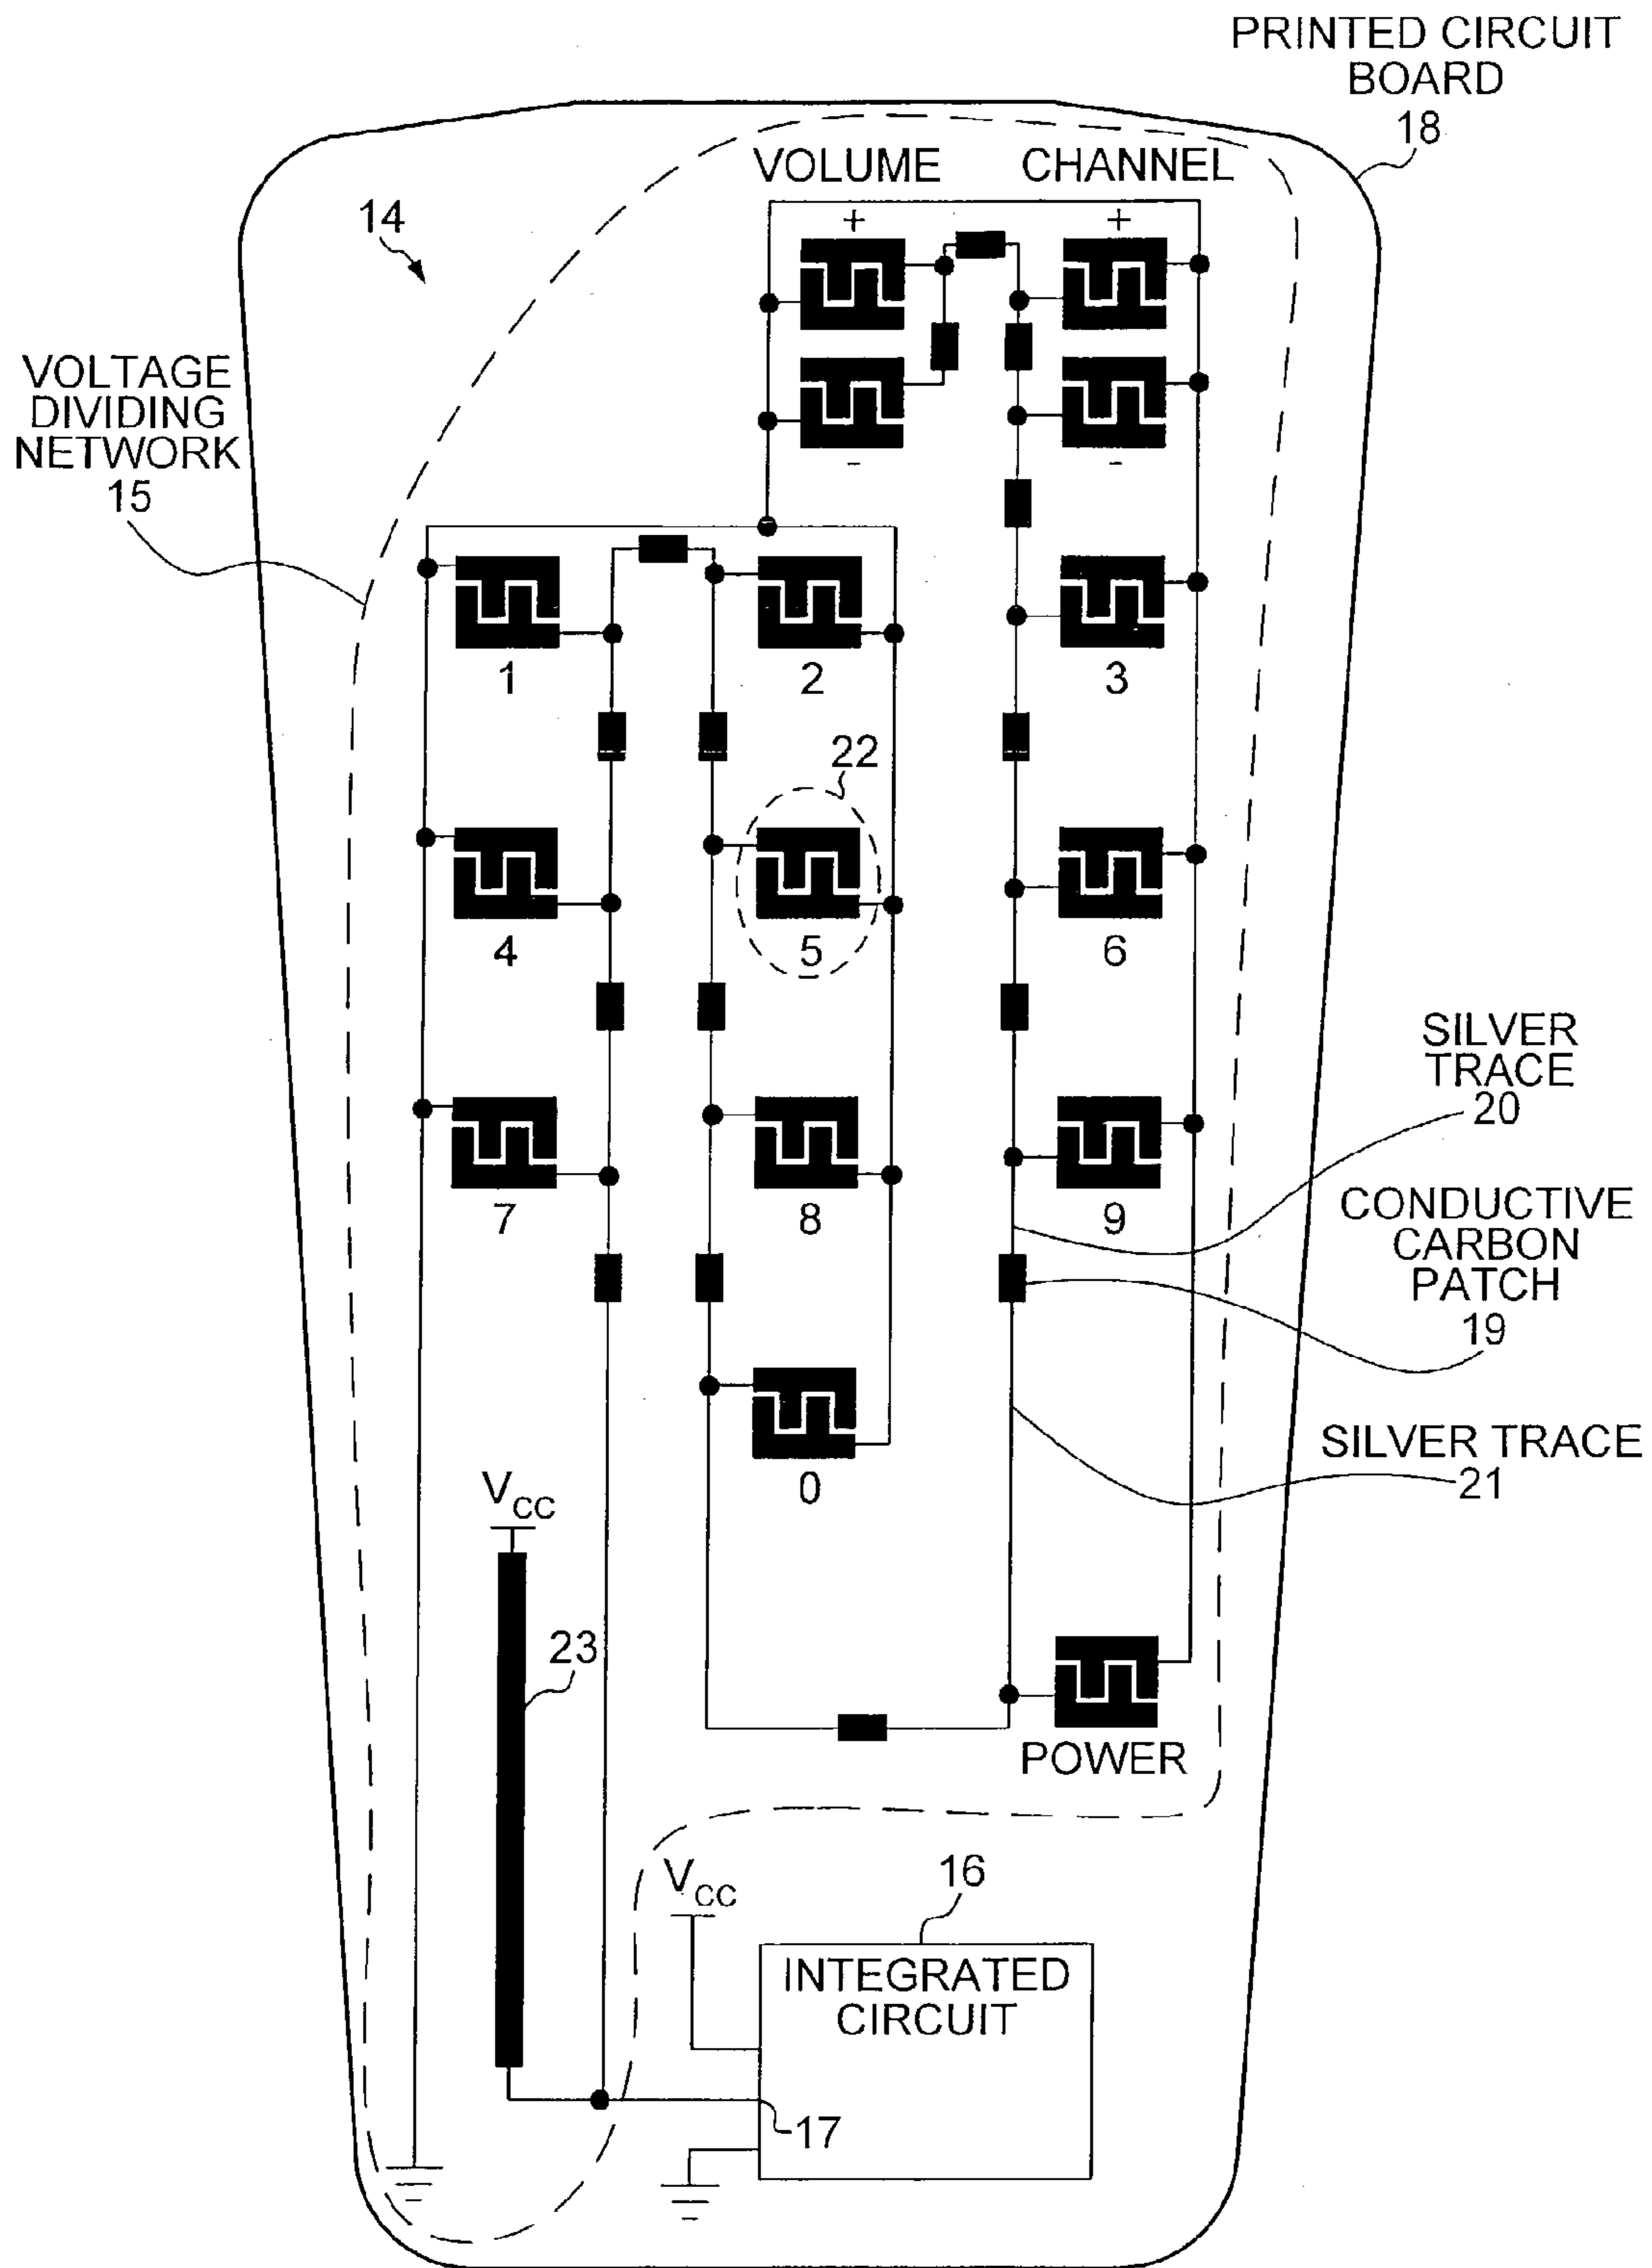 PRINTED CIRCUIT
BOARD
18
VOLUME
CHANNEL
14
+
+
VOLTAGE
DIVIDING
NETWORK
15
-
-
1
2
3
22
4
5
6
SILVER
TRACE
20
7
8
9
CONDUCTIVE
CARBON
PATCH
19
SILVER TRACE
21
0
VCC
23
POWER
VCC
16
INTEGRATED
CIRCUIT
17